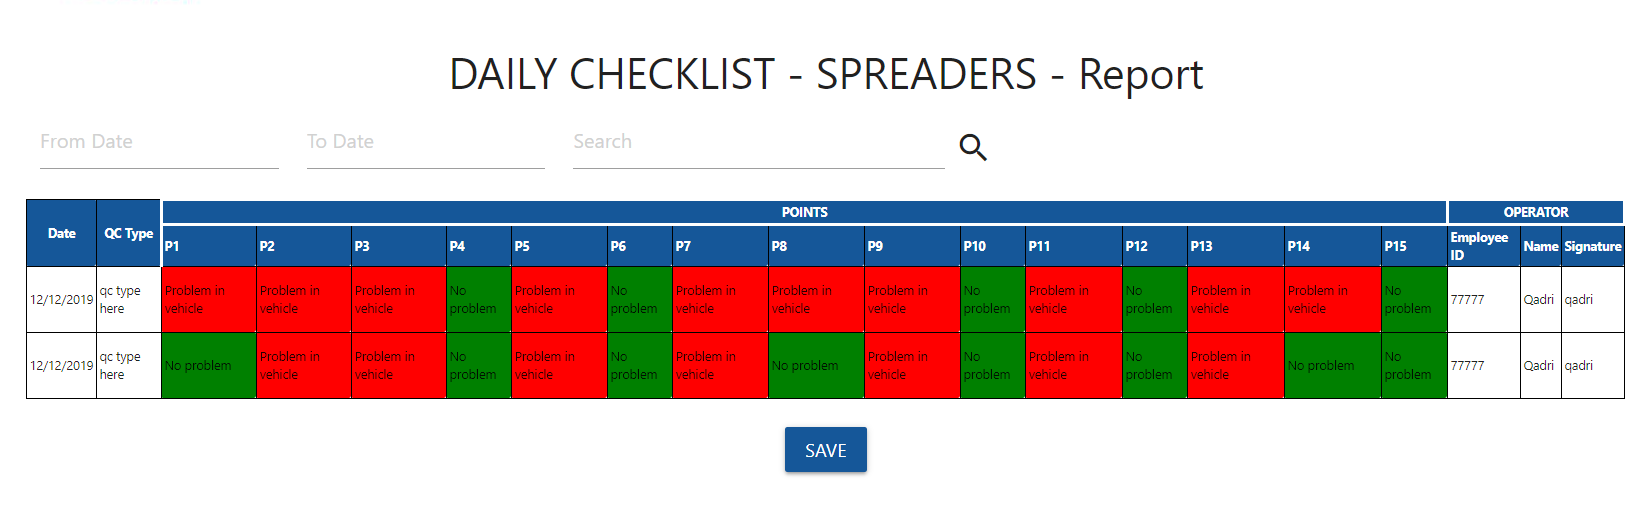 DAILY CHECKLIST - SPREADERS - Report
From Date To Date Search
POINTS OPERATOR
Date QC Type P1 P2 P3 P4 P5 P6 P7 P8 P9 P10 P11 P12 P13 P14 P15 Employee ID Name Signature
12/12/2019 qc type here Problem in vehicle Problem in vehicle Problem in vehicle No problem Problem in vehicle No problem Problem in vehicle Problem in vehicle Problem in vehicle No problem Problem in vehicle No problem Problem in vehicle Problem in vehicle No problem 77777 Qadri qadri
12/12/2019 qc type here No problem Problem in vehicle Problem in vehicle No problem Problem in vehicle No problem Problem in vehicle No problem Problem in vehicle No problem Problem in vehicle No problem Problem in vehicle No problem No problem 77777 Qadri qadri
SAVE